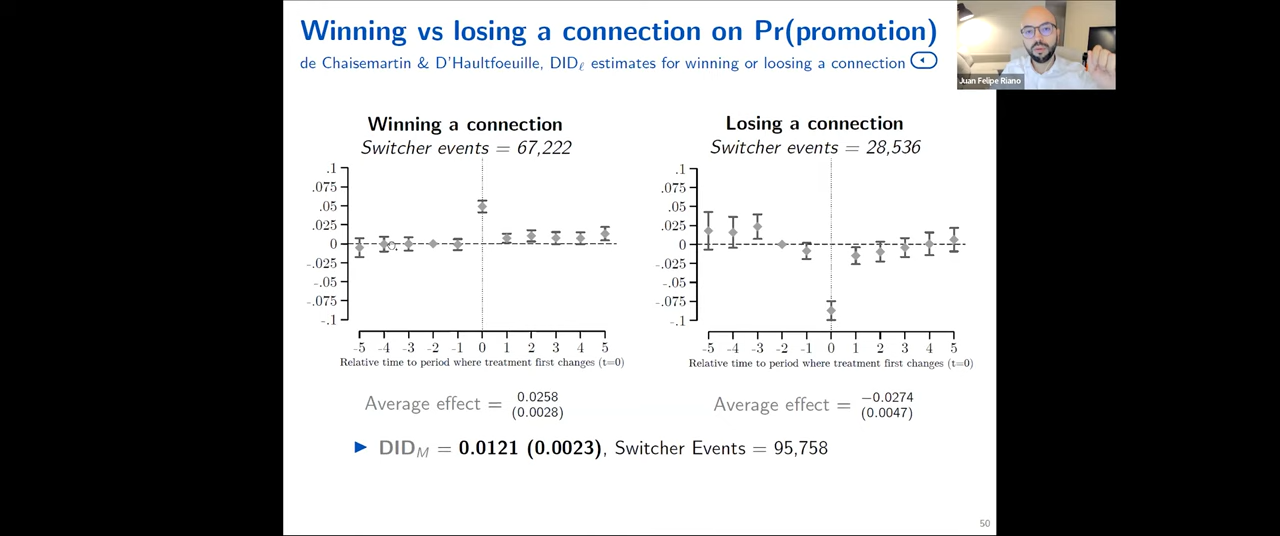 Winning vs losing a connection on Pr(promotion)
de Chaisemartin & D'Haultfoeuille, DIDℓ estimates for winning or loosing a connection
Juan Felipe Riano
Winning a connection
Switcher events = 67,222
.1
.075
.05
.025
0
-.025
-.05
-.075
-.1
-5 -4 -3 -2 -1 0 1 2 3 4 5
Relative time to period where treatment first changes (t=0)
Average effect = 0.0258
(0.0028)
Losing a connection
Switcher events = 28,536
.1
.075
.05
.025
0
-.025
-.05
-.075
-.1
-5 -4 -3 -2 -1 0 1 2 3 4 5
Relative time to period where treatment first changes (t=0)
Average effect = −0.0274
(0.0047)
DIDM = 0.0121 (0.0023), Switcher Events = 95,758
50